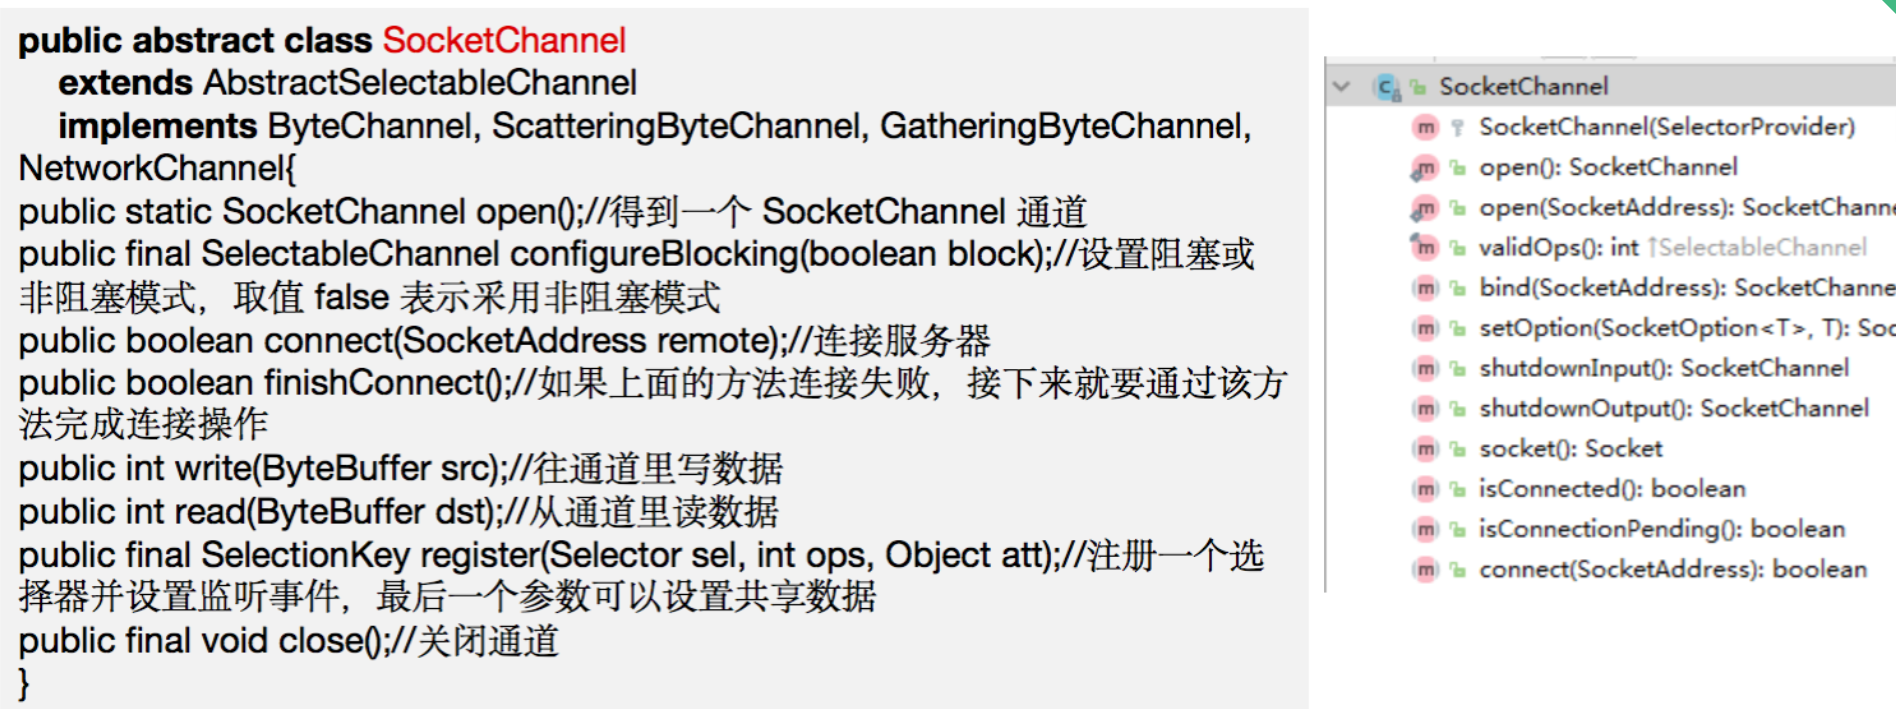 public abstract class SocketChannel
extends AbstractSelectableChannel
implements ByteChannel, ScatteringByteChannel, GatheringByteChannel,
NetworkChannel{
public static SocketChannel open();//得到一个 SocketChannel 通道
public final SelectableChannel configureBlocking(boolean block);//设置阻塞或
非阻塞模式，取值 false 表示采用非阻塞模式
public boolean connect(SocketAddress remote);//连接服务器
public boolean finishConnect();//如果上面的方法连接失败，接下来就要通过该方
法完成连接操作
public int write(ByteBuffer src);//往通道里写数据
public int read(ByteBuffer dst);//从通道里读数据
public final SelectionKey register(Selector sel, int ops, Object att);//注册一个选
择器并设置监听事件，最后一个参数可以设置共享数据
public final void close();//关闭通道
}
SocketChannel
SocketChannel(SelectorProvider)
open(): SocketChannel
open(SocketAddress): SocketChanne
validOps(): int ↑SelectableChannel
bind(SocketAddress): SocketChanne
setOption(SocketOption<T>, T): Soc
shutdownInput(): SocketChannel
shutdownOutput(): SocketChannel
socket(): Socket
isConnected(): boolean
isConnectionPending(): boolean
connect(SocketAddress): boolean